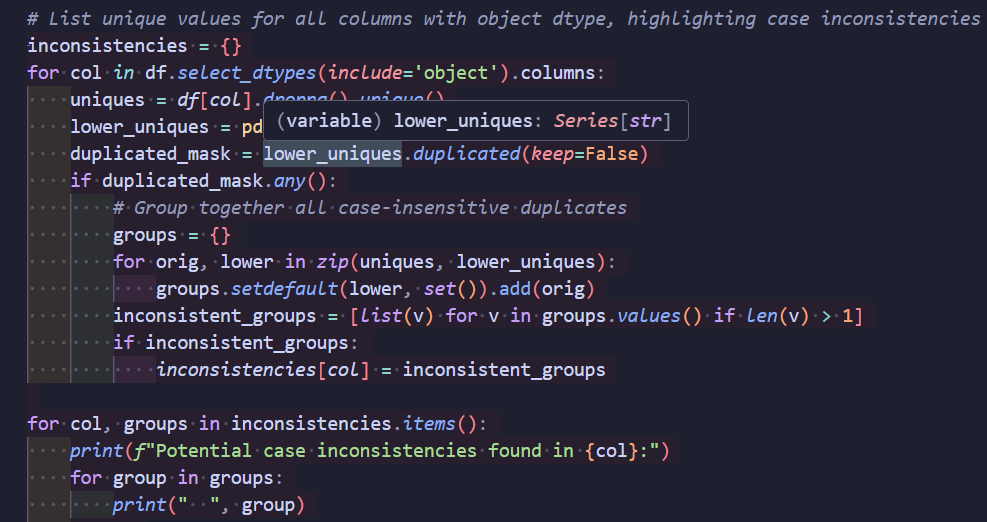 # List unique values for all columns with object dtype, highlighting case inconsistencies
inconsistencies = {}
for col in df.select_dtypes(include='object').columns:
    uniques = df[col].dropna().unique()
(variable) lower_uniques: Series[str]
    lower_uniques = pd
    duplicated_mask = lower_uniques.duplicated(keep=False)
    if duplicated_mask.any():
        # Group together all case-insensitive duplicates
        groups = {}
        for orig, lower in zip(uniques, lower_uniques):
            groups.setdefault(lower, set()).add(orig)
        inconsistent_groups = [list(v) for v in groups.values() if len(v) > 1]
        if inconsistent_groups:
            inconsistencies[col] = inconsistent_groups
for col, groups in inconsistencies.items():
    print(f"Potential case inconsistencies found in {col}:")
    for group in groups:
        print("  ", group)